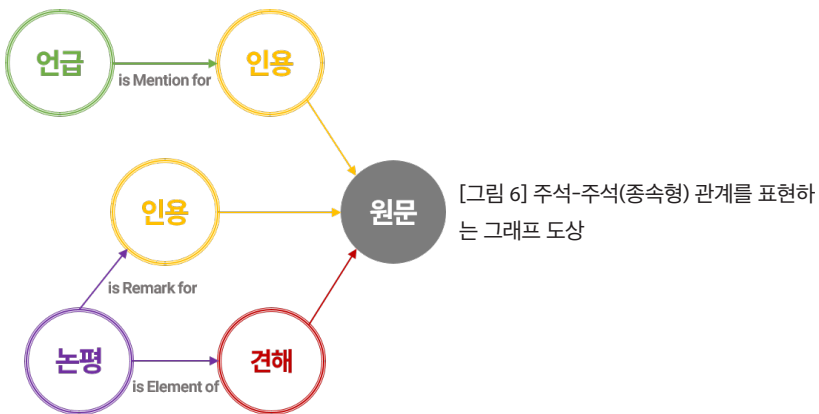 언급
is Mention for
인용
인용
원문
[그림 6] 주석-주석(종속형) 관계를 표현하
는 그래프 도상
is Remark for
논평
is Element of
견해